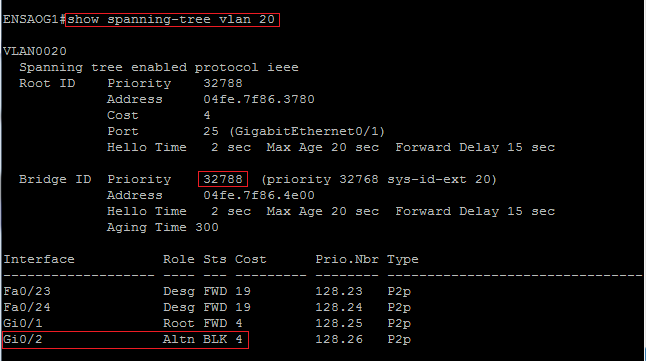 ENSAOG1#show spanning-tree vlan 20
VLAN0020
Spanning tree enabled protocol ieee
Root ID Priority 32788
Address 04fe.7f86.3780
Cost 4
Port 25 (GigabitEthernet0/1)
Hello Time 2 sec Max Age 20 sec Forward Delay 15 sec
Bridge ID Priority 32788 (priority 32768 sys-id-ext 20)
Address 04fe.7f86.4e00
Hello Time 2 sec Max Age 20 sec Forward Delay 15 sec
Aging Time 300
Interface Role Sts Cost Prio.Nbr Type
------------------- ---- --- --------- -------- --------------------------------
Fa0/23 Desg FWD 19 128.23 P2p
Fa0/24 Desg FWD 19 128.24 P2p
Gi0/1 Root FWD 4 128.25 P2p
Gi0/2 Altn BLK 4 128.26 P2p